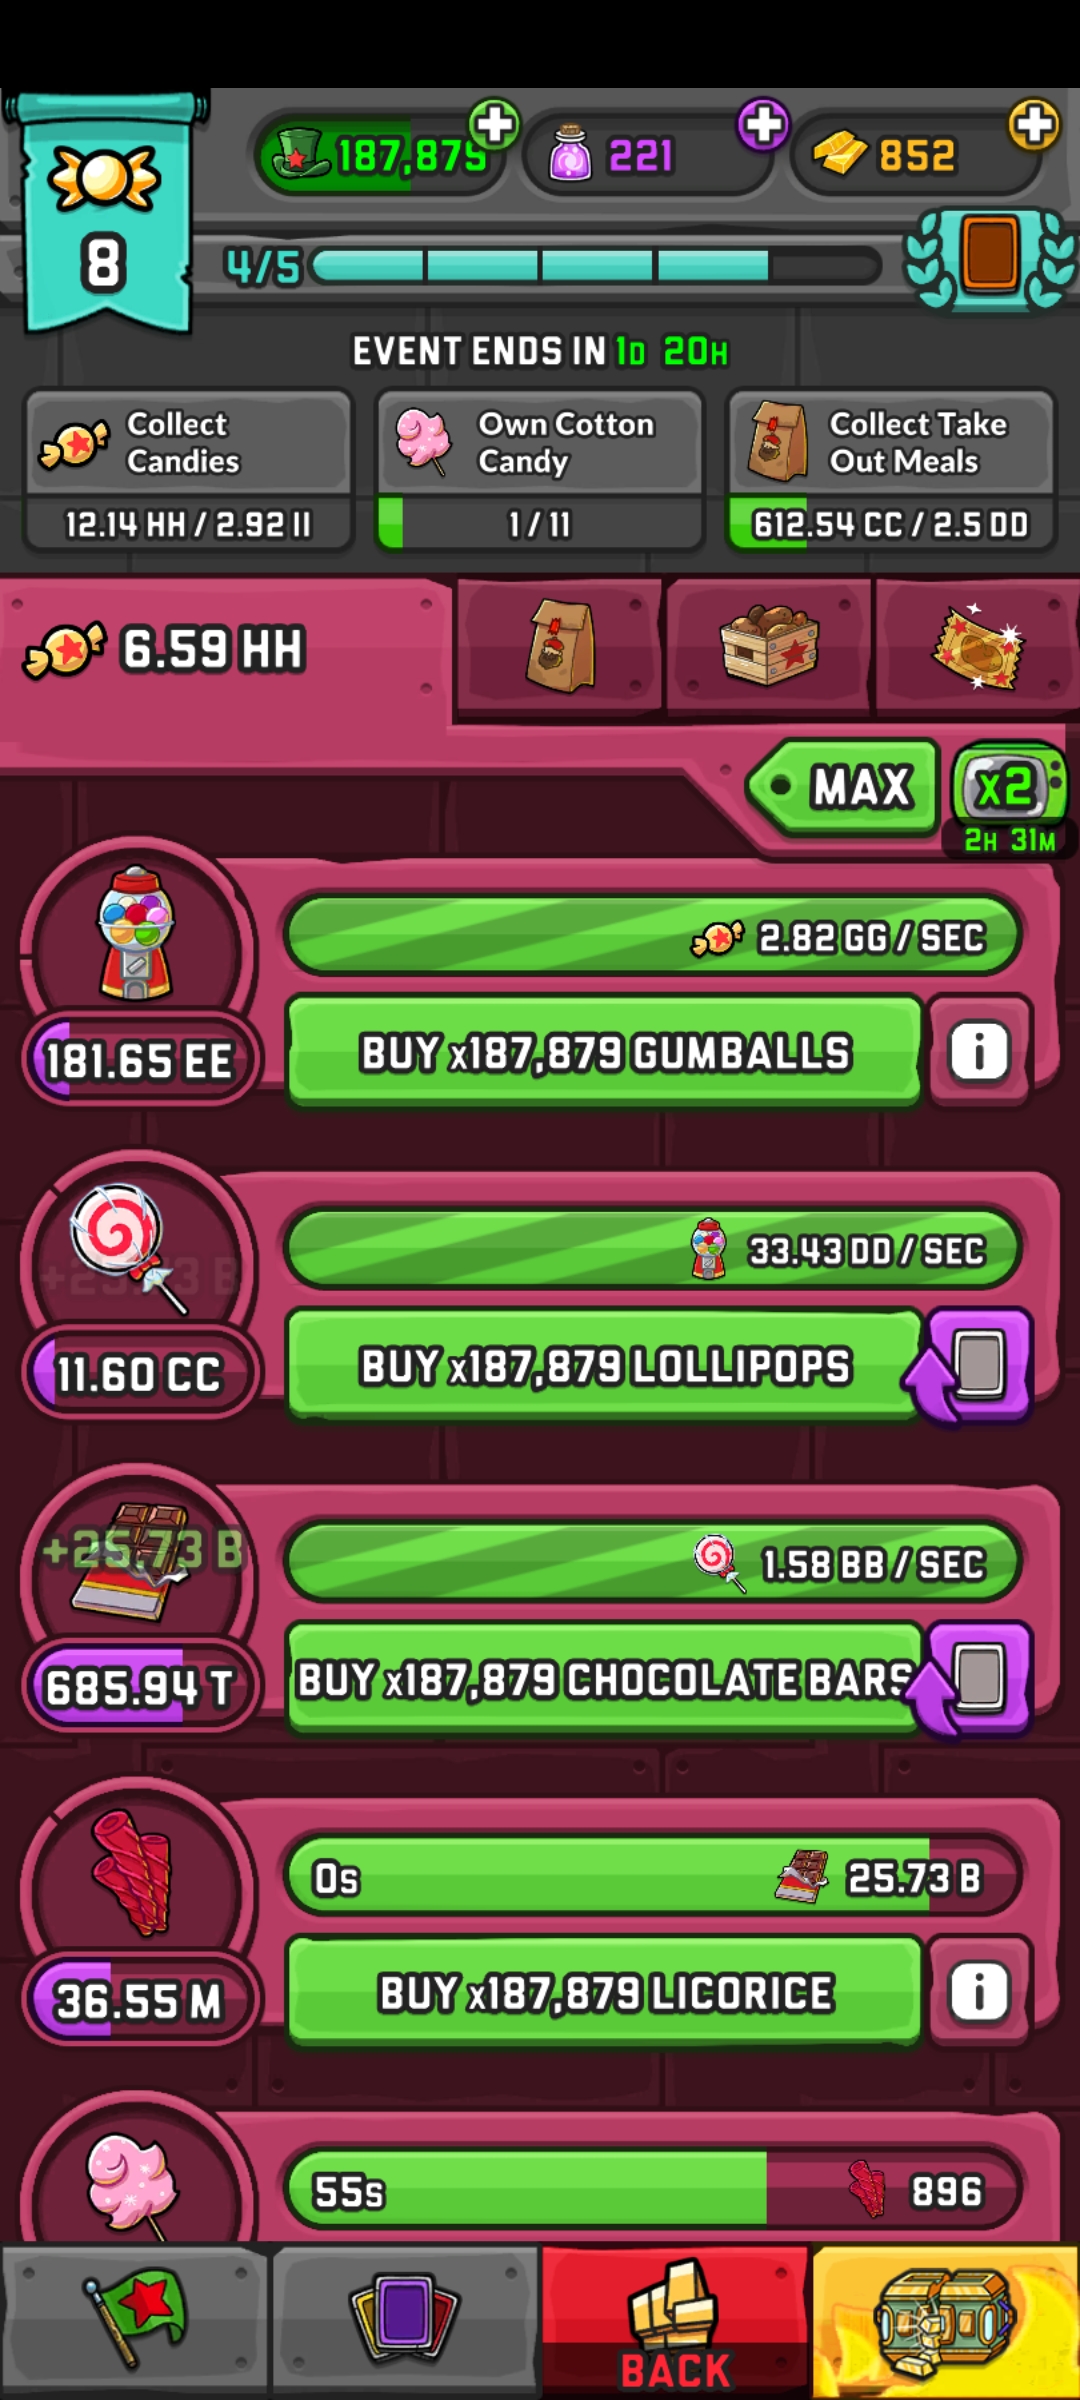 187,879
221
852
8
4/5
EVENT ENDS IN 1D 20H
Collect
Candies
12.14 HH / 2.92 II
Own Cotton
Candy
1 / 11
Collect Take
Out Meals
612.54 CC / 2.5 DD
6.59 HH
MAX
x2
2H 31M
2.82 GG / SEC
181.65 EE
BUY x187,879 GUMBALLS
i
33.43 DD / SEC
11.60 CC
BUY x187,879 LOLLIPOPS
+25.73 B
1.58 BB / SEC
685.94 T
BUY x187,879 CHOCOLATE BARS
0s
25.73 B
36.55 M
BUY x187,879 LICORICE
i
55s
896
BACK